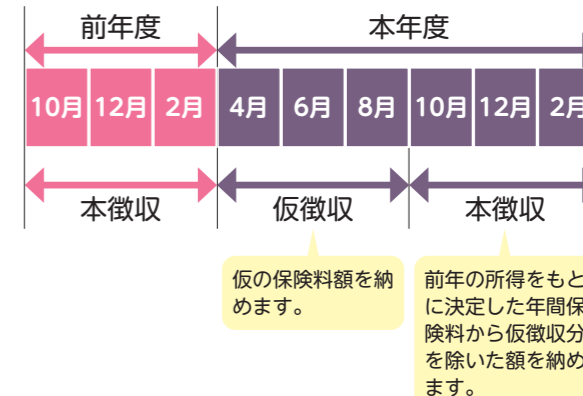 前年度
本年度
10月 12月 2月 4月 6月 8月 10月 12月 2月
本徴収
仮徴収
本徴収
仮の保険料額を納
めます。
前年の所得をもと
に決定した年間保
険料から仮徴収分
を除いた額を納め
ます。